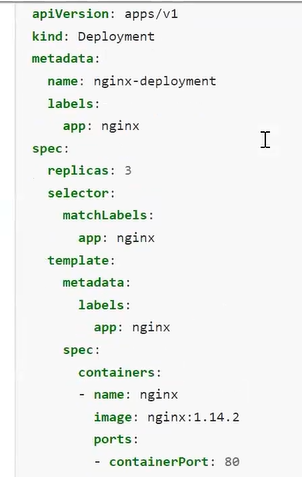 apiVersion: apps/v1
kind: Deployment
metadata:
  name: nginx-deployment
  labels:
    app: nginx
spec:
  replicas: 3
  selector:
    matchLabels:
      app: nginx
  template:
    metadata:
      labels:
        app: nginx
    spec:
      containers:
      - name: nginx
        image: nginx:1.14.2
        ports:
        - containerPort: 80